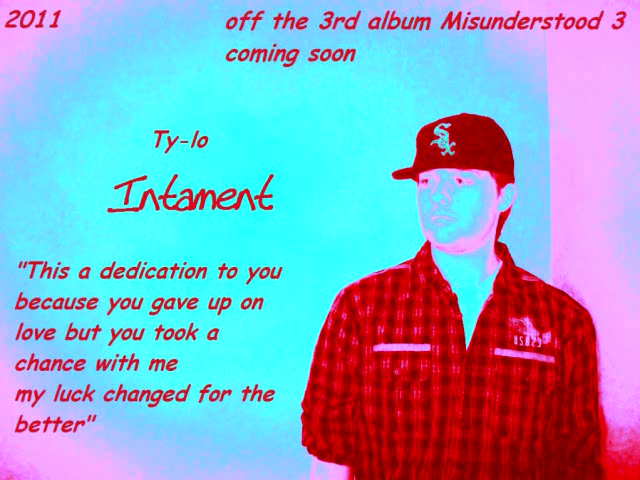 2011
off the 3rd album Misunderstood 3
coming soon
Ty-lo
Intament
"This a dedication to you
because you gave up on
love but you took a
chance with me
my luck changed for the
better"
Sox